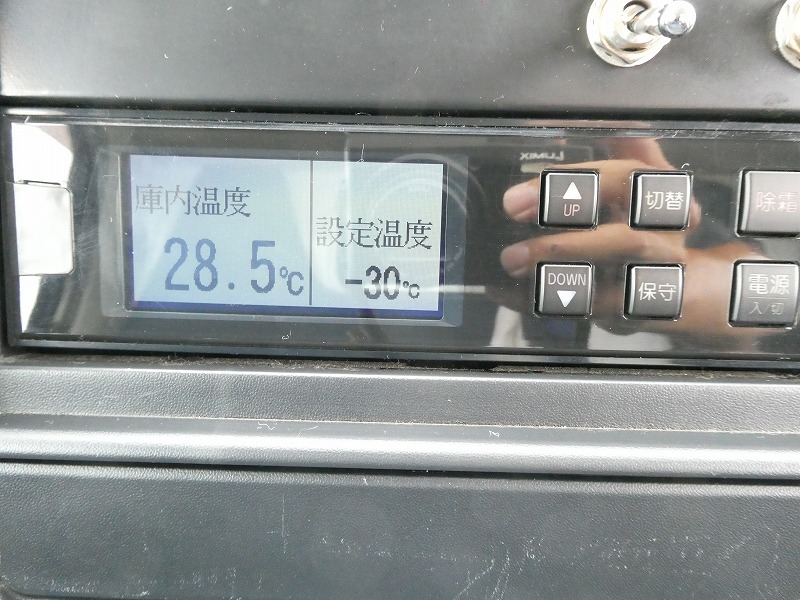 庫内温度
28.5℃
設定温度
-30℃
LUMIX
UP
切替
除霜
DOWN
保守
電源
入/切